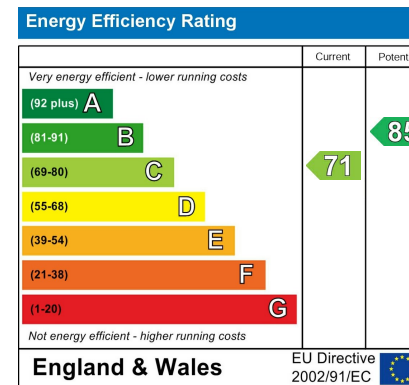 Energy Efficiency Rating
Current Potent
Very energy efficient - lower running costs
(92 plus) A
(81-91) B
85
(69-80) C
71
(55-68) D
(39-54) E
(21-38) F
(1-20) G
Not energy efficient - higher running costs
England & Wales
EU Directive
2002/91/EC